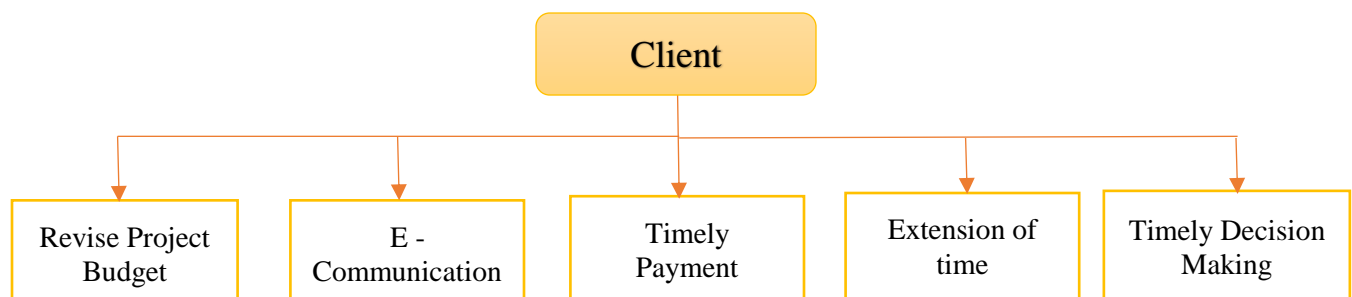 Client
Revise Project
Budget
E -
Communication
Timely
Payment
Extension of
time
Timely Decision
Making